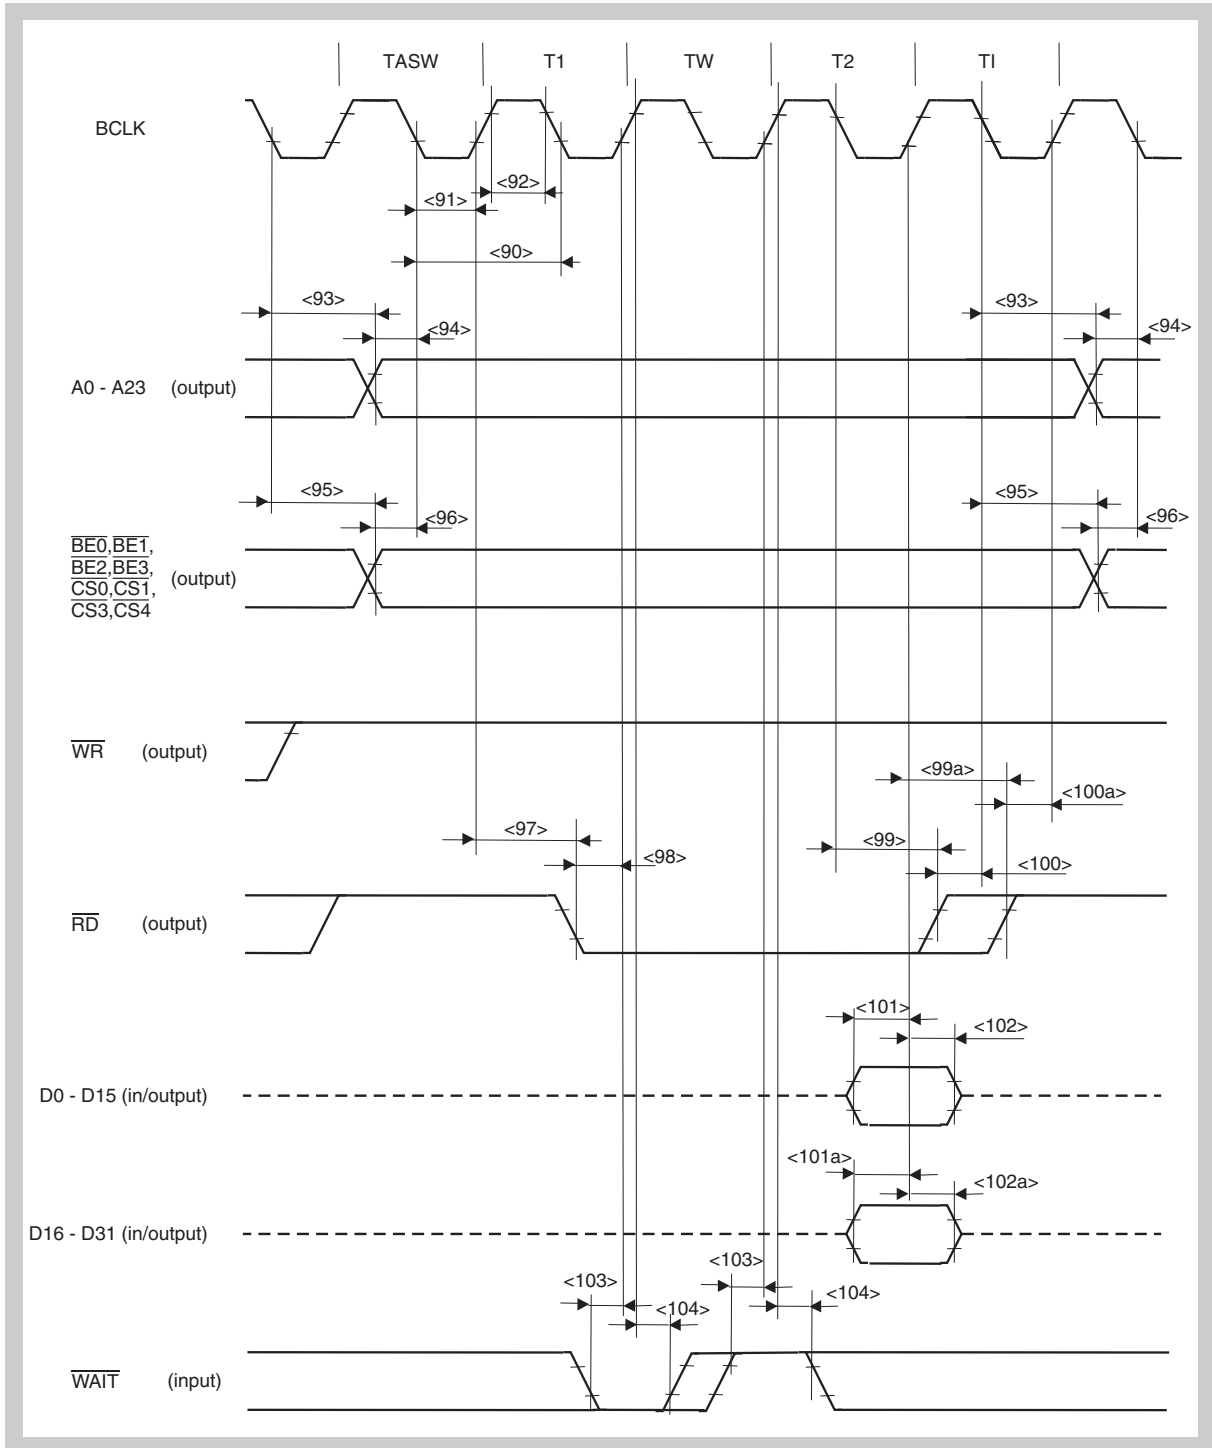 TASW T1 TW T2 TI
BCLK
<92>
<91>
<90>
<93> <93>
<94> <94>
A0 - A23 (output)
<95> <95>
<96> <96>
BE0,BE1,
BE2,BE3, (output)
CS0,CS1,
CS3,CS4
WR (output)
<99a>
<100a>
<97> <99>
<98> <100>
RD (output)
<101>
<102>
D0 - D15 (in/output)
<101a>
<102a>
D16 - D31 (in/output)
<103> <103>
<104> <104>
WAIT (input)